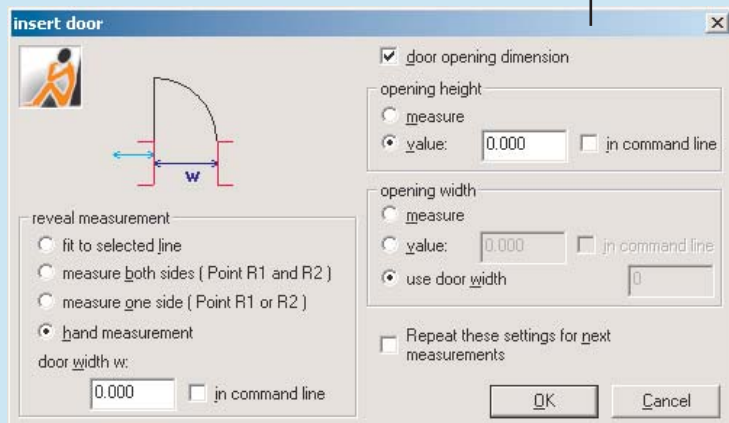 insert door
w
reveal measurement
fit to selected line
measure both sides ( Point R1 and R2 )
measure one side ( Point R1 or R2 )
hand measurement
door width w:
0.000 in command line
door opening dimension
opening height
measure
value: 0.000 in command line
opening width
measure
value: 0.000 in command line
use door width 0
Repeat these settings for next
measurements
OK Cancel